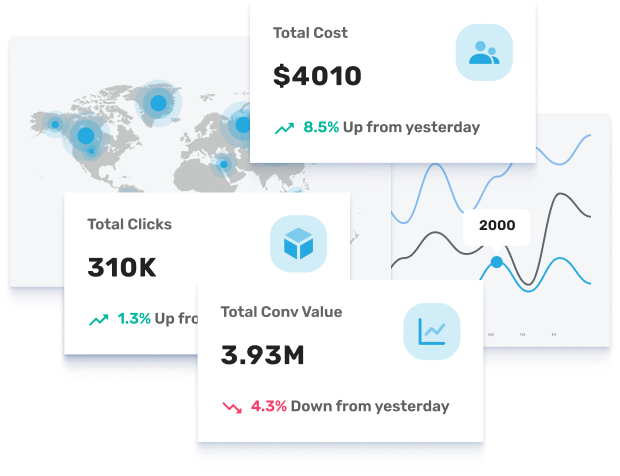 Total Cost
$4010
8.5% Up from yesterday
2000
Total Clicks
310K
1.3% Up
Total Conv Value
3.93M
4.3% Down from yesterday